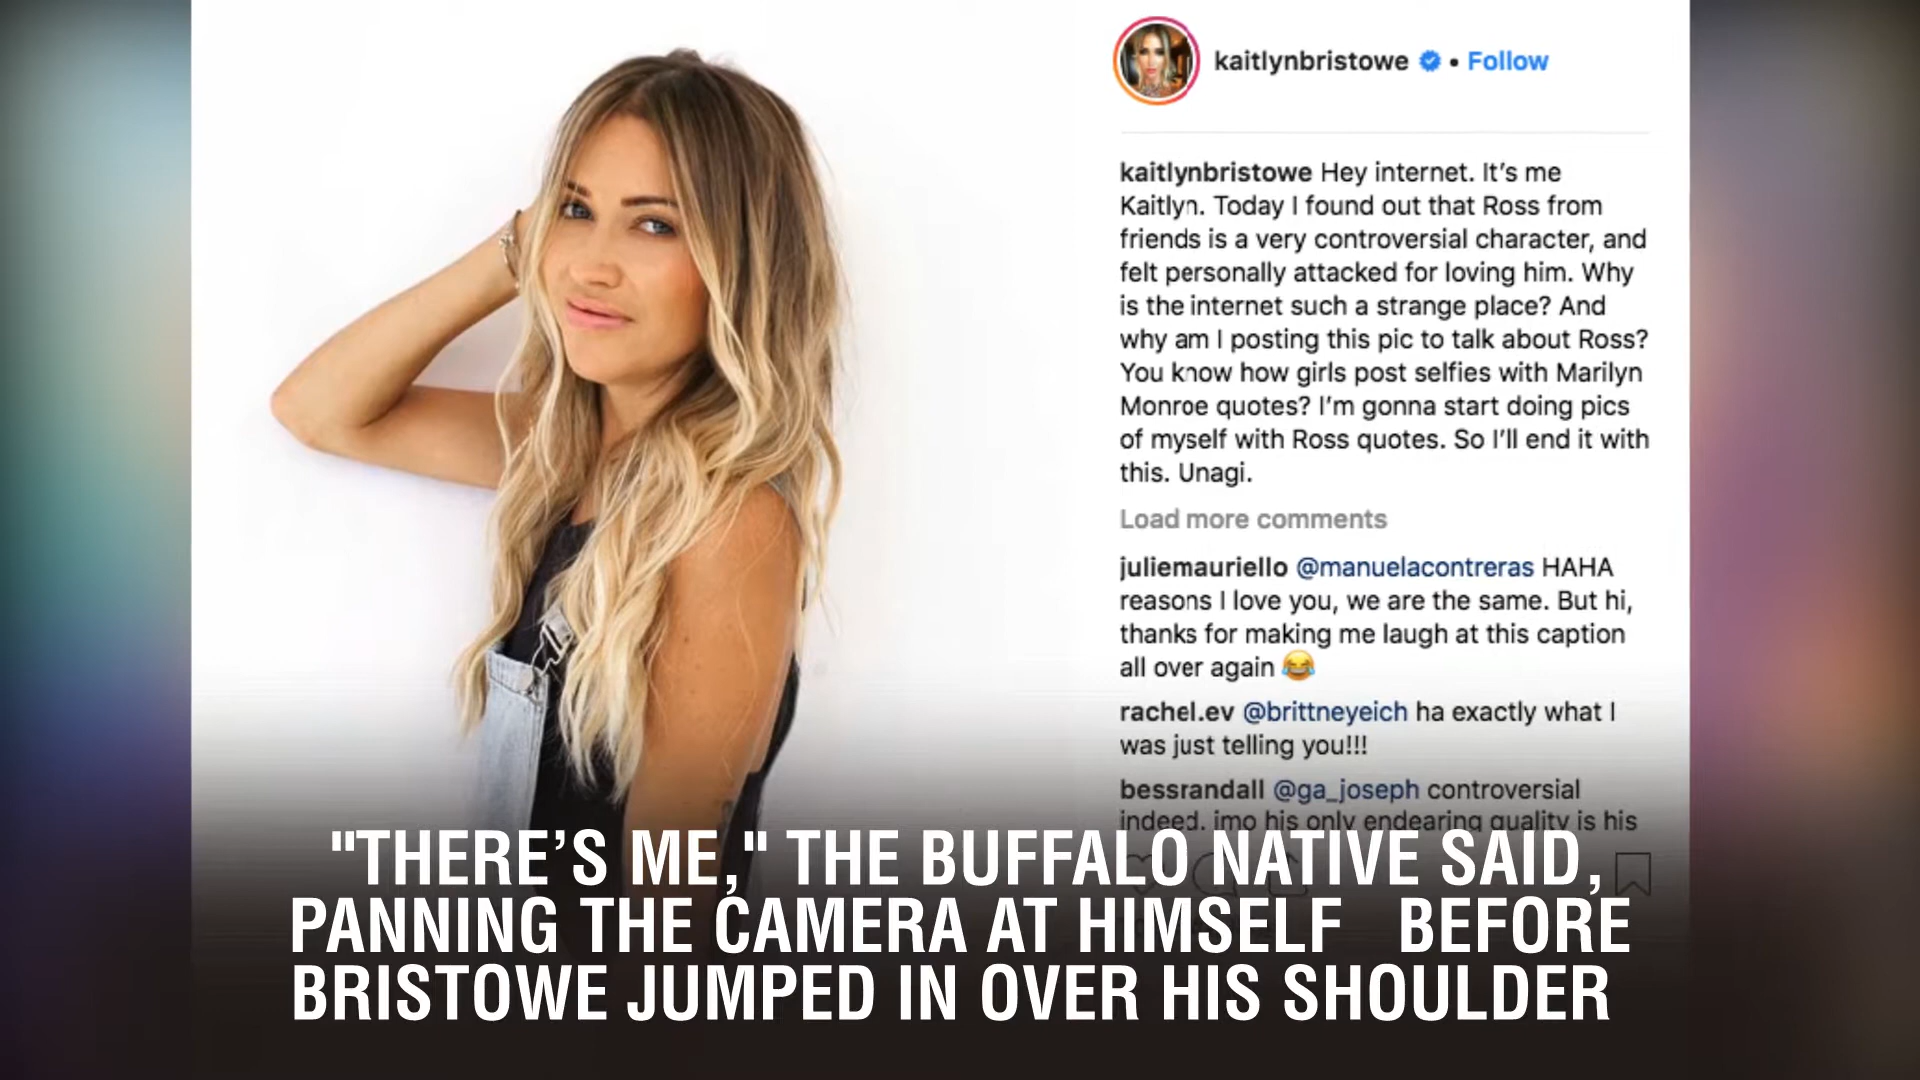 kaitlynbristowe • Follow
kaitlynbristowe Hey internet. It's me
Kaitlyn. Today I found out that Ross from
friends is a very controversial character, and
felt personally attacked for loving him. Why
is the internet such a strange place? And
why am I posting this pic to talk about Ross?
You know how girls post selfies with Marilyn
Monroe quotes? I'm gonna start doing pics
of myself with Ross quotes. So I'll end it with
this. Unagi.
Load more comments
juliemauriello @manuelacontreras HAHA
reasons I love you, we are the same. But hi,
thanks for making me laugh at this caption
all over again 😂
rachel.ev @brittneyeich ha exactly what I
was just telling you!!!
bessrandall @ga_joseph controversial
indeed. imo his only endearing quality is his
"THERE'S ME," THE BUFFALO NATIVE SAID,
PANNING THE CAMERA AT HIMSELF BEFORE
BRISTOWE JUMPED IN OVER HIS SHOULDER